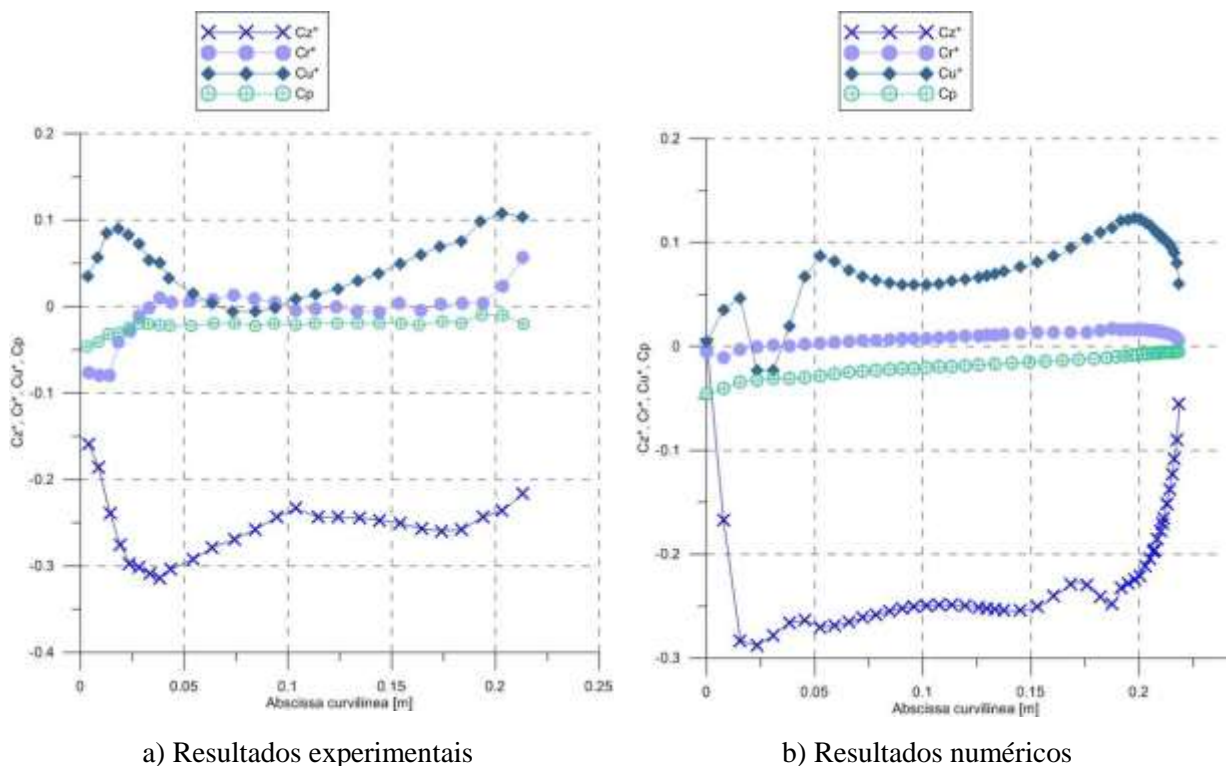 Cz*
Cr*
Cu*
Cp
0.2
0.1
0
-0.1
-0.2
-0.3
-0.4
Cz*, Cr*, Cu*, Cp
0 0.05 0.1 0.15 0.2 0.25
Abscissa curvilínea [m]
a) Resultados experimentais
Cz*
Cr*
Cu*
Cp
0.2
0.1
0
-0.1
-0.2
-0.3
Cz*, Cr*, Cu*, Cp
0 0.05 0.1 0.15 0.2
Abscissa curvilínea [m]
b) Resultados numéricos